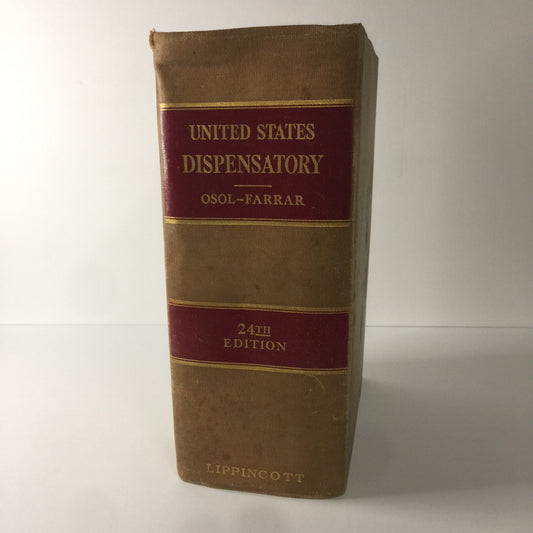 UNITED STATES
DISPENSATORY
OSOL-FARRAR
24TH
EDITION
LIPPINCOTT